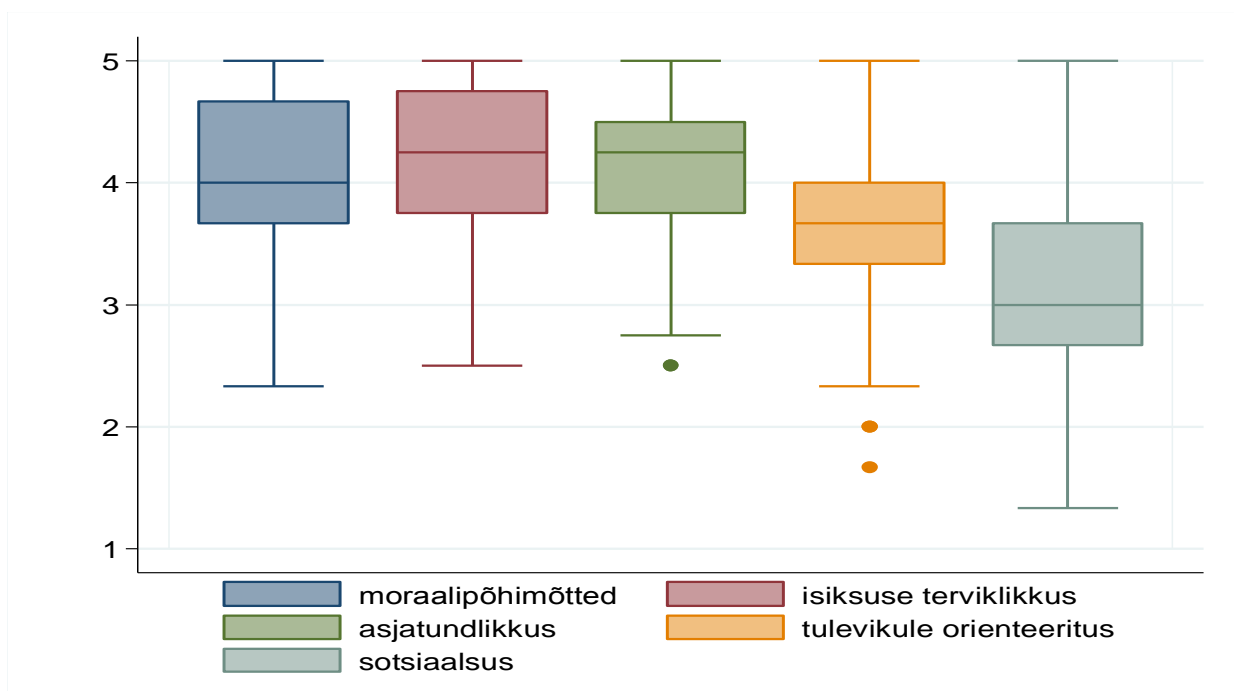 5
4
3
2
1
moraalipõhimõtted isiksuse terviklikkus
asjatundlikkus tulevikule orienteeritus
sotsiaalsus